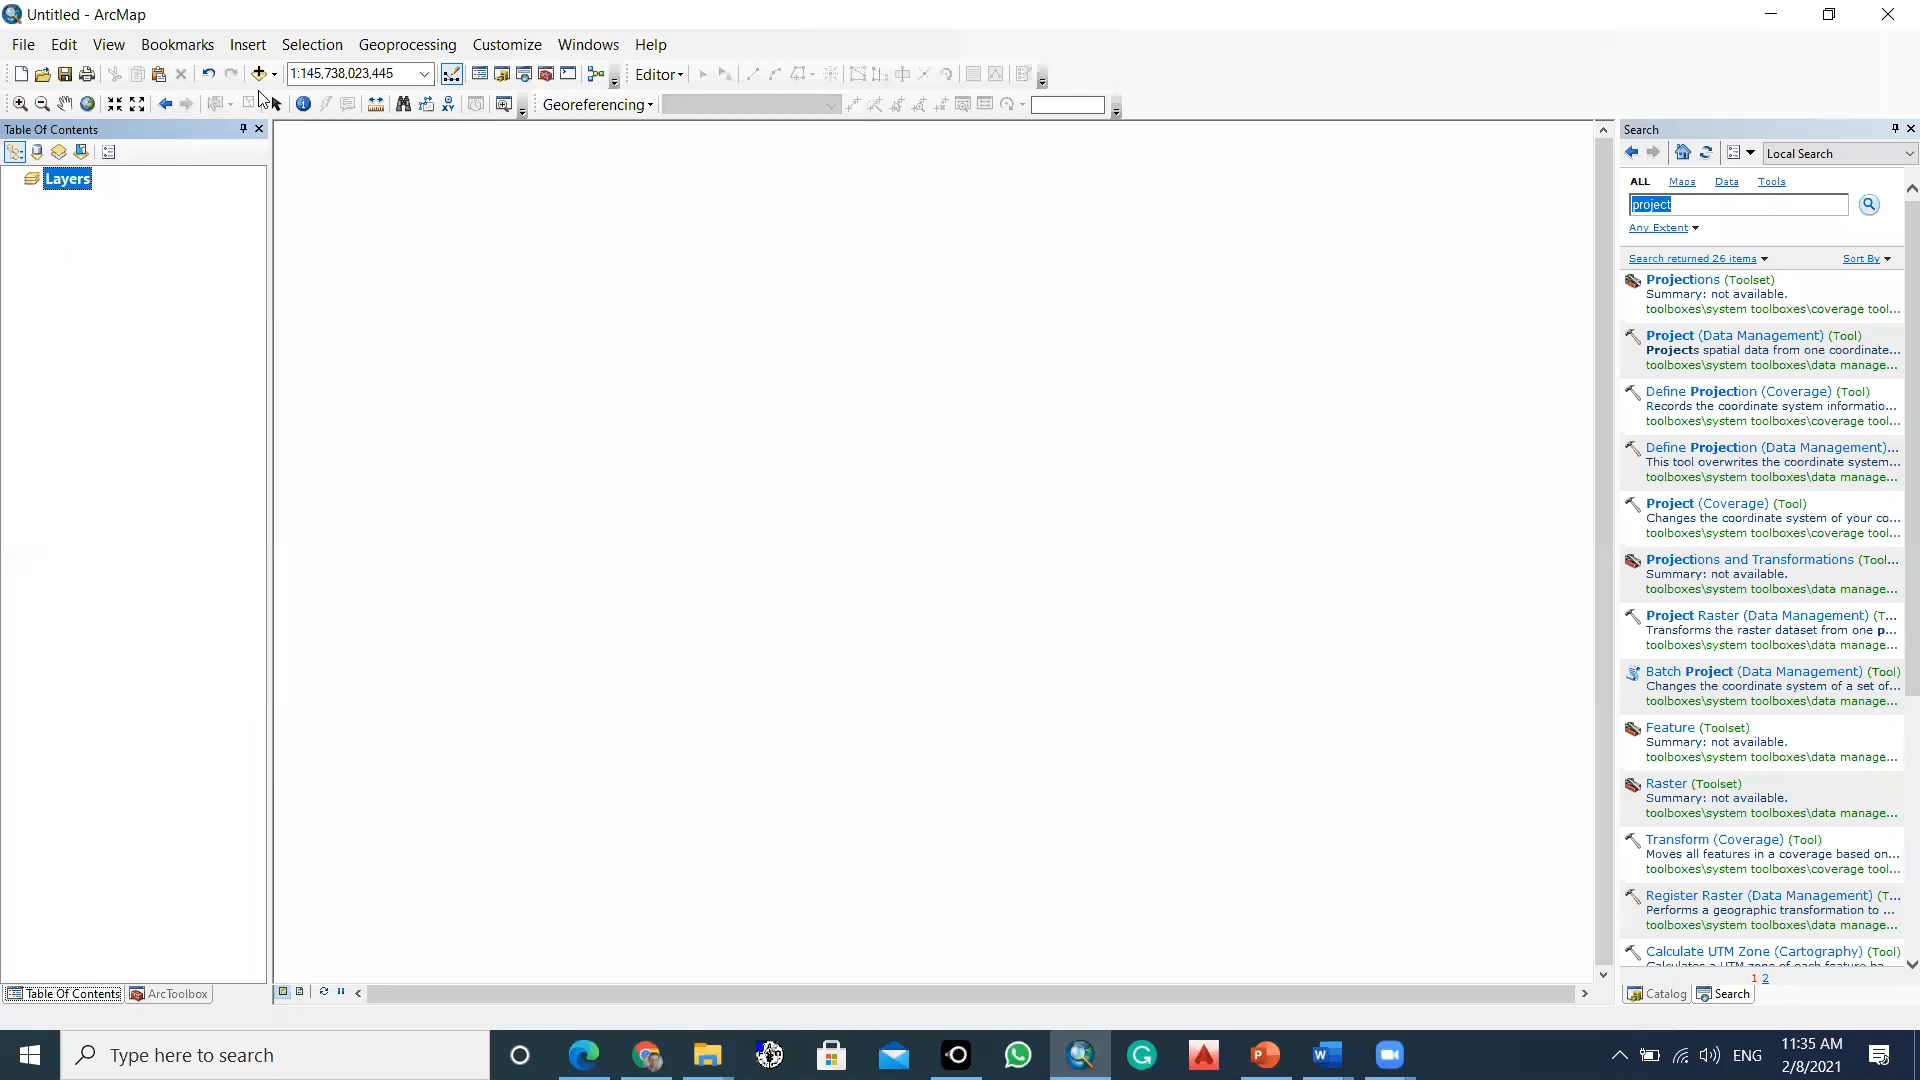 Untitled - ArcMap
File Edit View Bookmarks Insert Selection Geoprocessing Customize Windows Help
1:145,738,023,445
Editor
Georeferencing
Table Of Contents
Layers
Search
Local Search
ALL Maps Data Tools
project
Any Extent
Search returned 26 items Sort By
Projections (Toolset)
Summary: not available.
toolboxes\system toolboxes\coverage tool...
Project (Data Management) (Tool)
Projects spatial data from one coordinate...
toolboxes\system toolboxes\data manage...
Define Projection (Coverage) (Tool)
Records the coordinate system informatio...
toolboxes\system toolboxes\coverage tool...
Define Projection (Data Management)...
This tool overwrites the coordinate system...
toolboxes\system toolboxes\data manage...
Project (Coverage) (Tool)
Changes the coordinate system of your co...
toolboxes\system toolboxes\coverage tool...
Projections and Transformations (Tool...
Summary: not available.
toolboxes\system toolboxes\data manage...
Project Raster (Data Management) (T...
Transforms the raster dataset from one p...
toolboxes\system toolboxes\data manage...
Batch Project (Data Management) (Tool)
Changes the coordinate system of a set of...
toolboxes\system toolboxes\data manage...
Feature (Toolset)
Summary: not available.
toolboxes\system toolboxes\data manage...
Raster (Toolset)
Summary: not available.
toolboxes\system toolboxes\data manage...
Transform (Coverage) (Tool)
Moves all features in a coverage based on...
toolboxes\system toolboxes\coverage tool...
Register Raster (Data Management) (T...
Performs a geographic transformation to ...
toolboxes\system toolboxes\data manage...
Calculate UTM Zone (Cartography) (Tool)
1 2
Table Of Contents ArcToolbox
Catalog Search
Type here to search
ENG
11:35 AM
2/8/2021